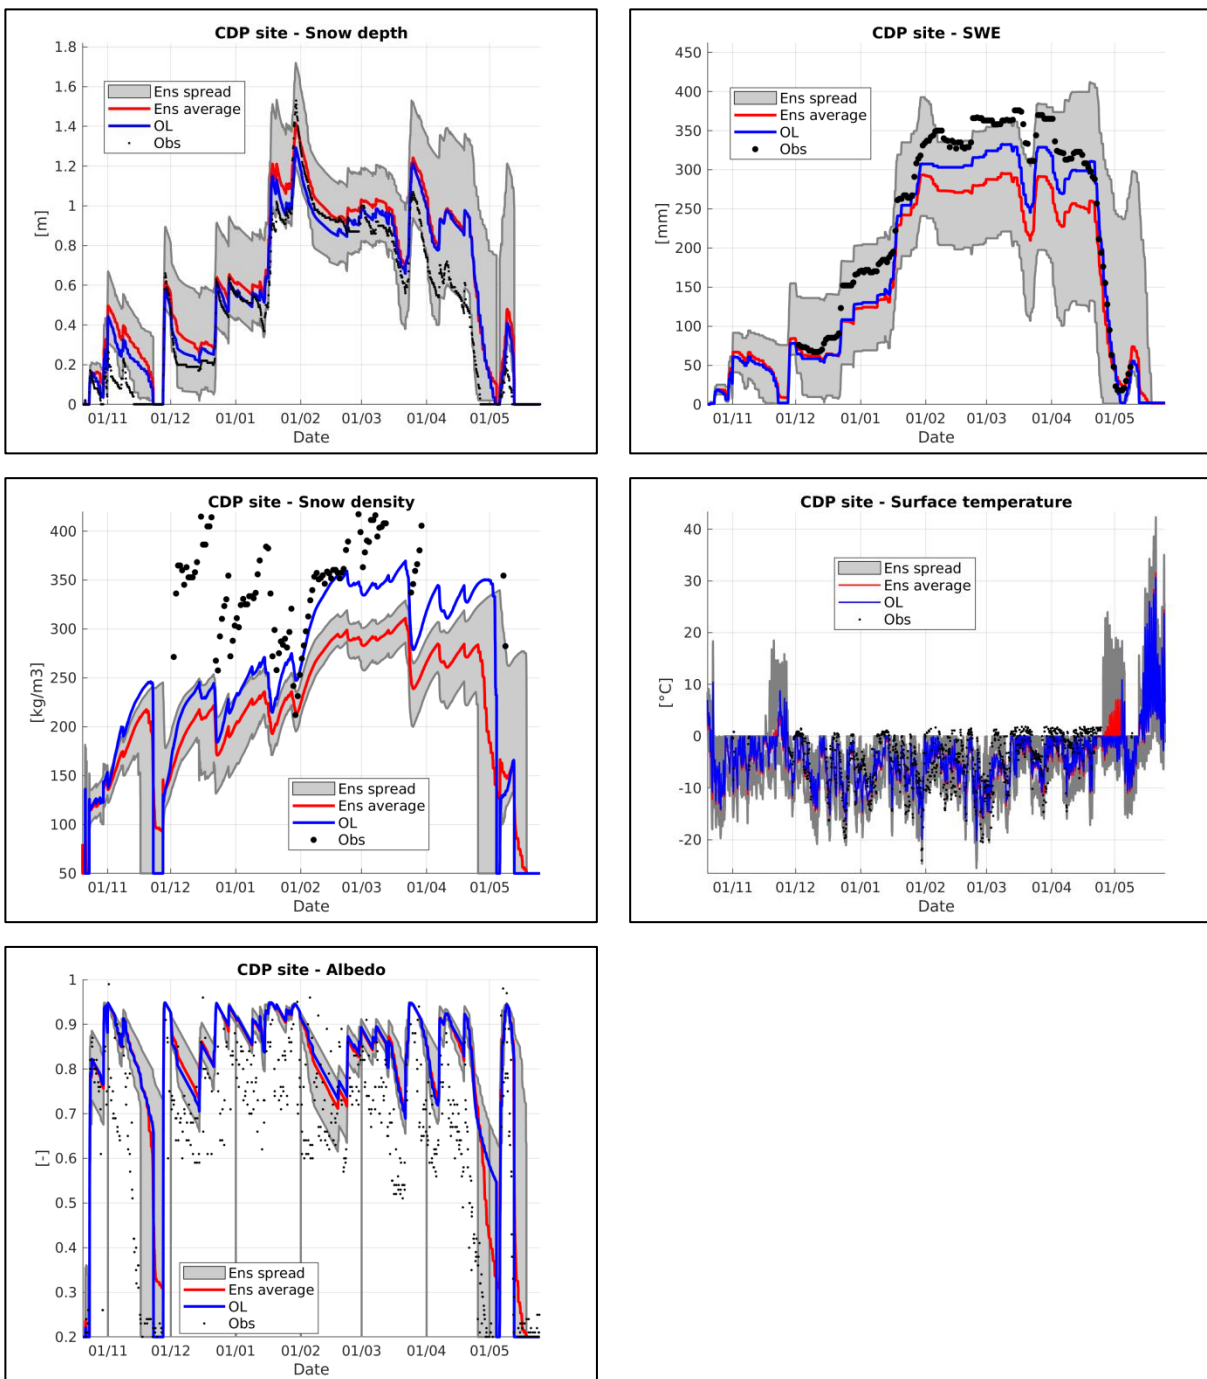 CDP site - Snow depth
1.8
1.6
1.4
1.2
1
0.8
0.6
0.4
0.2
0
[m]
Ens spread
Ens average
OL
Obs
01/11 01/12 01/01 01/02 01/03 01/04 01/05
Date
CDP site - SWE
450
400
350
300
250
200
150
100
50
0
[mm]
Ens spread
Ens average
OL
Obs
01/11 01/12 01/01 01/02 01/03 01/04 01/05
Date
CDP site - Snow density
400
350
300
250
200
150
100
50
[kg/m3]
Ens spread
Ens average
OL
Obs
01/11 01/12 01/01 01/02 01/03 01/04 01/05
Date
CDP site - Surface temperature
40
30
20
10
0
-10
-20
[°C]
Ens spread
Ens average
OL
Obs
01/11 01/12 01/01 01/02 01/03 01/04 01/05
Date
CDP site - Albedo
1
0.9
0.8
0.7
0.6
0.5
0.4
0.3
0.2
[-]
Ens spread
Ens average
OL
Obs
01/11 01/12 01/01 01/02 01/03 01/04 01/05
Date